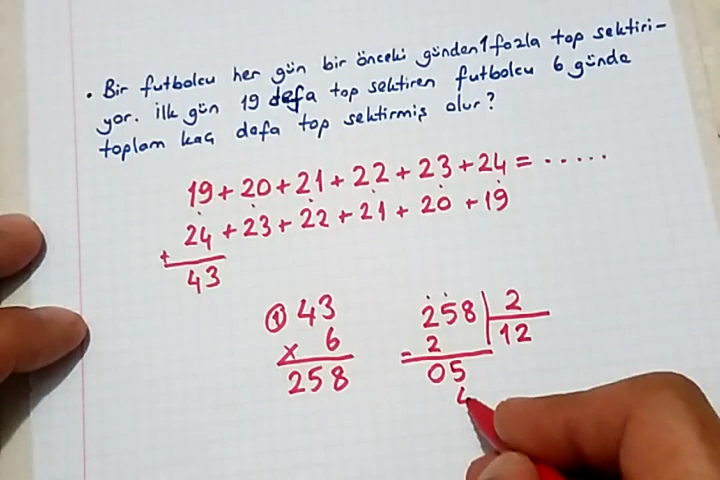 . Bir futbolcu her gün bir önceki günden 1 fazla top sektiri-
yor. İlk gün 19 defa top sektiren futbolcu 6 günde
toplam kaç defa top sektirmiş olur?
19+20+21+22+23+24=.....
+ 24+23+22+21+20+19
43
① 43
x 6
258
258 | 2
- 2 12
05
4